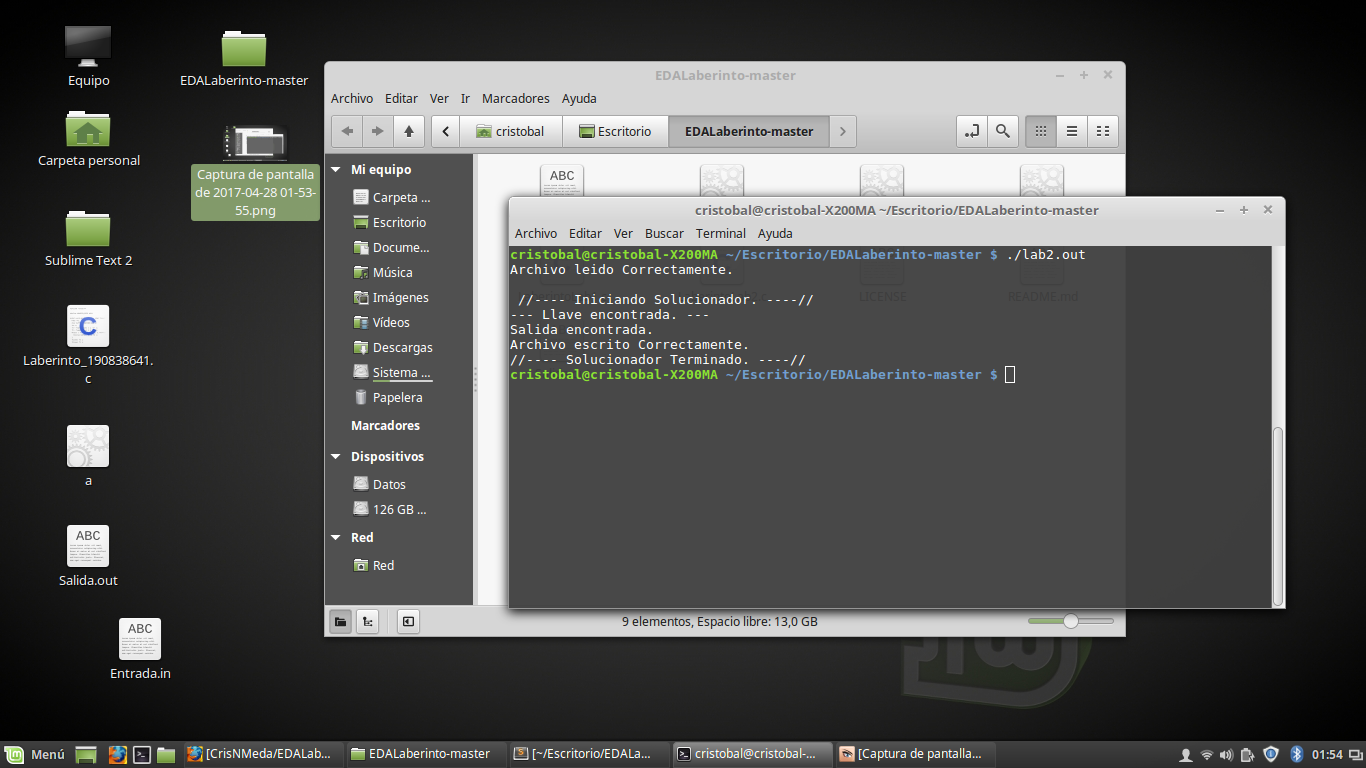 Equipo
EDALaberinto-master
Carpeta personal
Captura de pantalla
de 2017-04-28 01-53-
55.png
Sublime Text 2
Laberinto_190838641.
c
a
ABC
Salida.out
ABC
Entrada.in
EDALaberinto-master
Archivo Editar Ver Ir Marcadores Ayuda
cristobal Escritorio EDALaberinto-master
Mi equipo
Carpeta ...
Escritorio
Docume...
Música
Imágenes
Vídeos
Descargas
Sistema ...
Papelera
Marcadores
Dispositivos
Datos
126 GB ...
Red
Red
ABC
LICENSE
README.md
9 elementos, Espacio libre: 13,0 GB
cristobal@cristobal-X200MA ~/Escritorio/EDALaberinto-master
Archivo Editar Ver Buscar Terminal Ayuda
cristobal@cristobal-X200MA ~/Escritorio/EDALaberinto-master $ ./lab2.out
Archivo leido Correctamente.
//---- Iniciando Solucionador. ----//
--- Llave encontrada. ---
Salida encontrada.
Archivo escrito Correctamente.
//---- Solucionador Terminado. ----//
cristobal@cristobal-X200MA ~/Escritorio/EDALaberinto-master $
Menú
[CrisNMeda/EDALab...
EDALaberinto-master
[~/Escritorio/EDALa...
cristobal@cristobal-...
[Captura de pantalla...
01:54